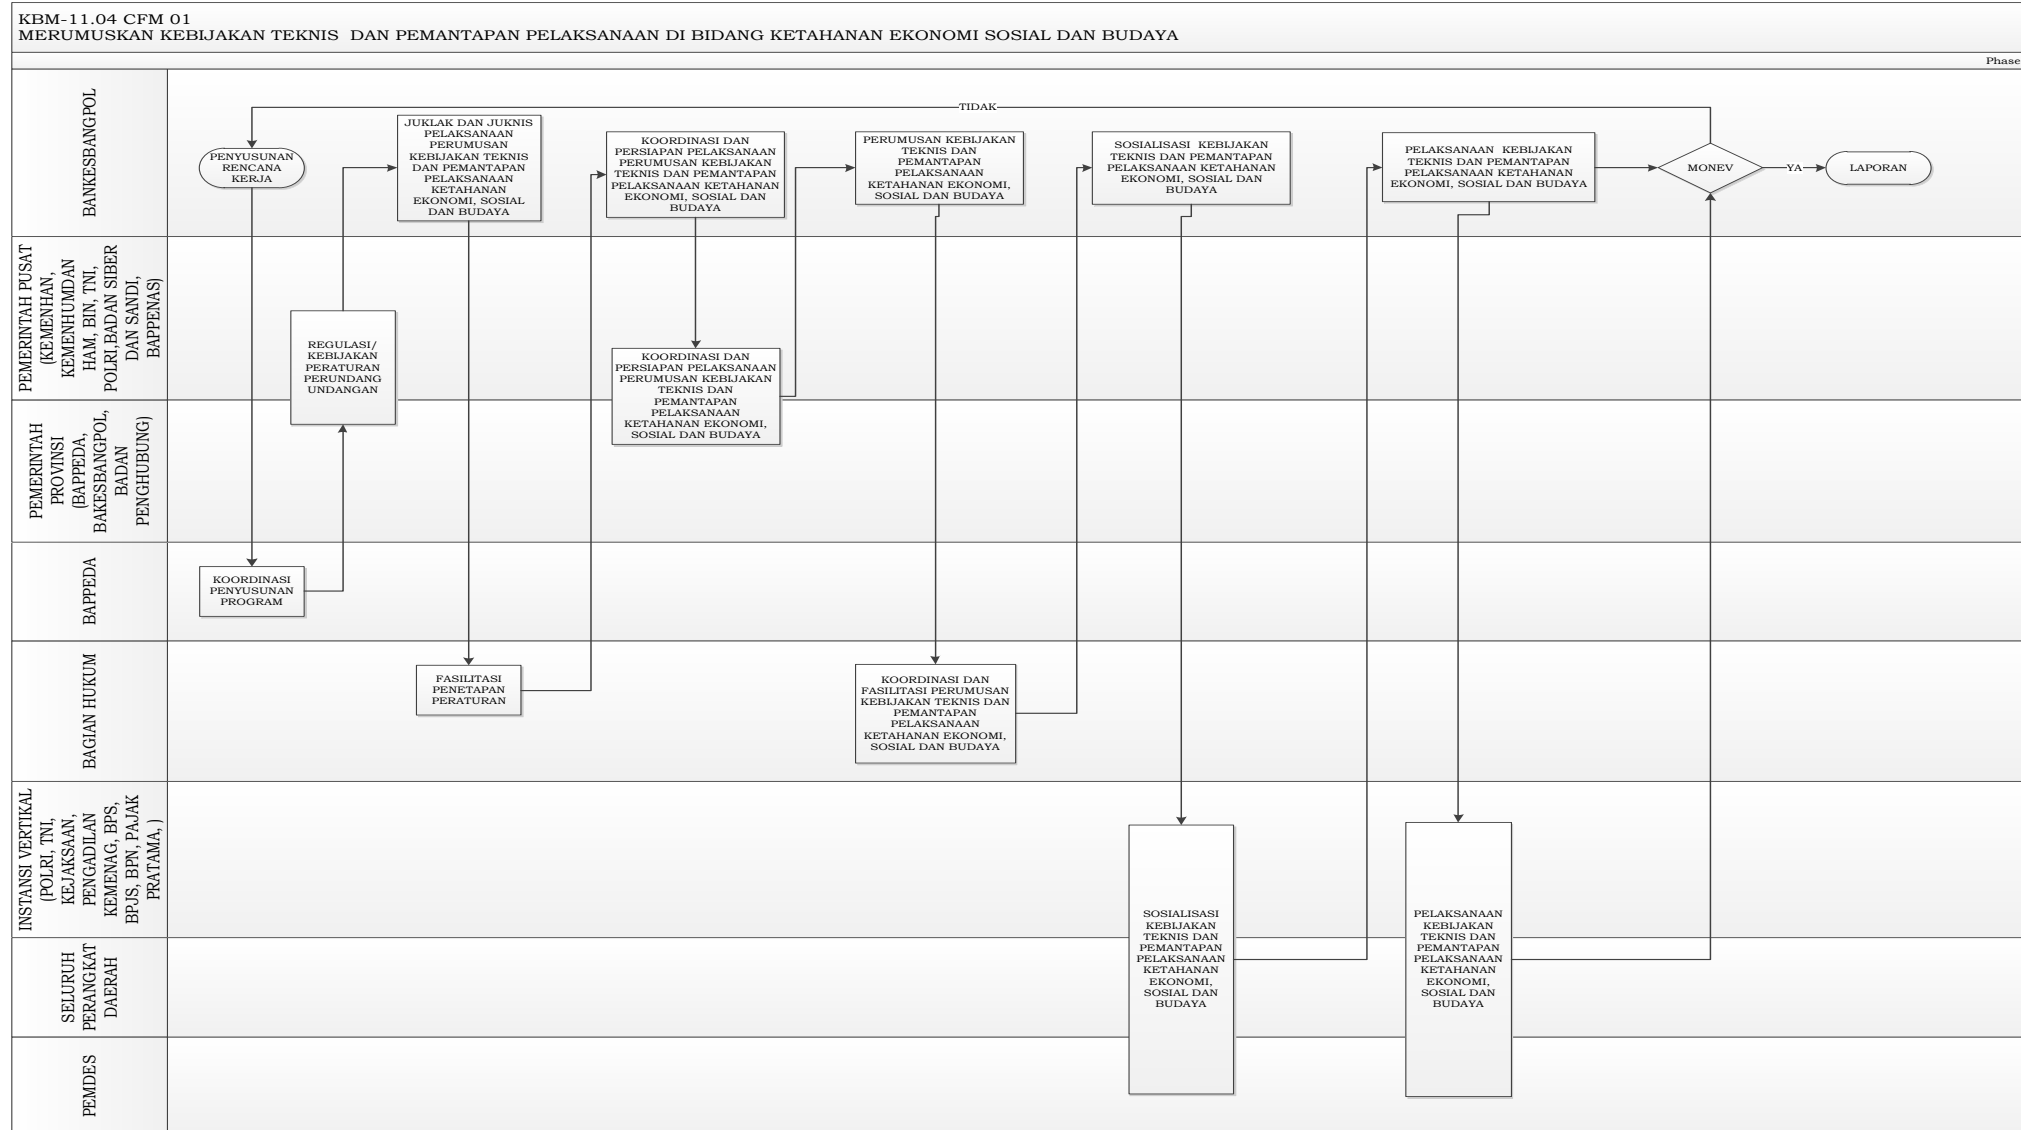 KBM-11.04 CFM 01
MERUMUSKAN KEBIJAKAN TEKNIS DAN PEMANTAPAN PELAKSANAAN DI BIDANG KETAHANAN EKONOMI SOSIAL DAN BUDAYA
Phase
BANKESBANGPOL
TIDAK
PENYUSUNAN
RENCANA
KERJA
JUKLAK DAN JUKNIS
PELAKSANAAN
PERUMUSAN
KEBIJAKAN TEKNIS
DAN PEMANTAPAN
PELAKSANAAN
KETAHANAN
EKONOMI, SOSIAL
DAN BUDAYA
KOORDINASI DAN
PERSIAPAN PELAKSANAAN
PERUMUSAN KEBIJAKAN
TEKNIS DAN PEMANTAPAN
PELAKSANAAN KETAHANAN
EKONOMI, SOSIAL DAN
BUDAYA
PERUMUSAN KEBIJAKAN
TEKNIS DAN
PEMANTAPAN
PELAKSANAAN
KETAHANAN EKONOMI,
SOSIAL DAN BUDAYA
SOSIALISASI KEBIJAKAN
TEKNIS DAN PEMANTAPAN
PELAKSANAAN KETAHANAN
EKONOMI, SOSIAL DAN
BUDAYA
PELAKSANAAN KEBIJAKAN
TEKNIS DAN PEMANTAPAN
PELAKSANAAN KETAHANAN
EKONOMI, SOSIAL DAN BUDAYA
MONEV
YA
LAPORAN
PEMERINTAH PUSAT
(KEMENHAN,
KEMENHUMDAN
HAM, BIN, TNI,
POLRI,BADAN SIBER
DAN SANDI,
BAPPENAS)
REGULASI/
KEBIJAKAN
PERATURAN
PERUNDANG
UNDANGAN
KOORDINASI DAN
PERSIAPAN PELAKSANAAN
PERUMUSAN KEBIJAKAN
TEKNIS DAN
PEMANTAPAN
PELAKSANAAN
KETAHANAN EKONOMI,
SOSIAL DAN BUDAYA
PEMERINTAH
PROVINSI
(BAPPEDA,
BAKESBANGPOL,
BADAN
PENGHUBUNG)
BAPPEDA
KOORDINASI
PENYUSUNAN
PROGRAM
BAGIAN HUKUM
FASILITASI
PENETAPAN
PERATURAN
KOORDINASI DAN
FASILITASI PERUMUSAN
KEBIJAKAN TEKNIS DAN
PEMANTAPAN
PELAKSANAAN
KETAHANAN EKONOMI,
SOSIAL DAN BUDAYA
INSTANSI VERTIKAL
(POLRI, TNI,
KEJAKSAAN,
PENGADILAN
KEMENAG, BPS,
BPJS, BPN, PAJAK
PRATAMA, )
SOSIALISASI
KEBIJAKAN
TEKNIS DAN
PEMANTAPAN
PELAKSANAAN
KETAHANAN
EKONOMI,
SOSIAL DAN
BUDAYA
PELAKSANAAN
KEBIJAKAN
TEKNIS DAN
PEMANTAPAN
PELAKSANAAN
KETAHANAN
EKONOMI,
SOSIAL DAN
BUDAYA
SELURUH
PERANGKAT
DAERAH
PEMDES